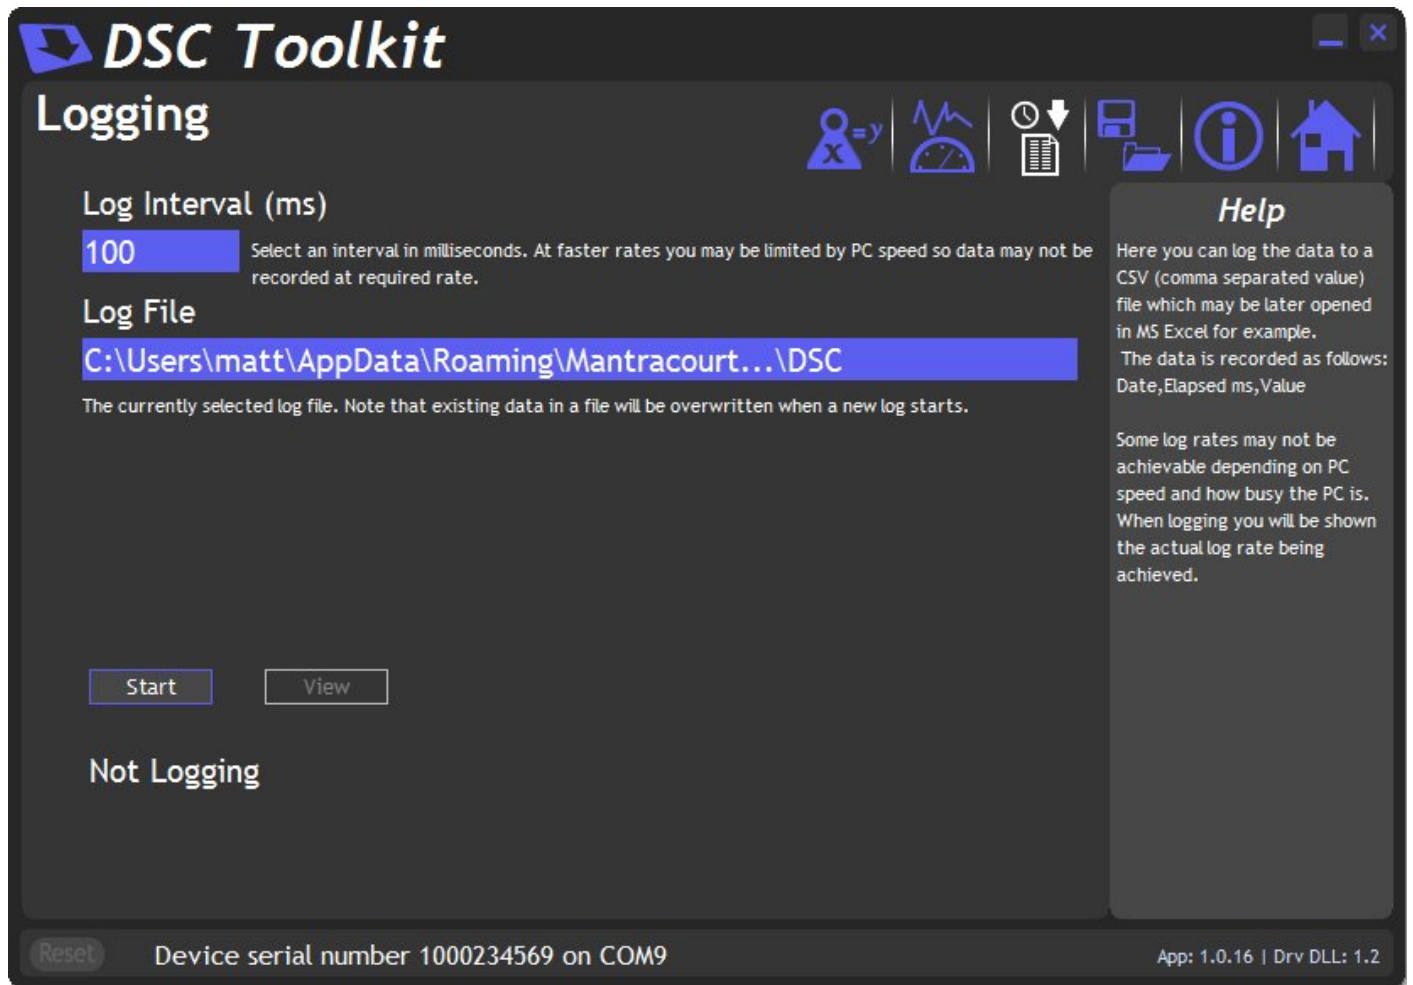 DSC Toolkit
Logging
x=y
Log Interval (ms)
100
Select an interval in milliseconds. At faster rates you may be limited by PC speed so data may not be
recorded at required rate.
Log File
C:\Users\matt\AppData\Roaming\Mantracourt...\DSC
The currently selected log file. Note that existing data in a file will be overwritten when a new log starts.
Start
View
Not Logging
Help
Here you can log the data to a
CSV (comma separated value)
file which may be later opened
in MS Excel for example.
The data is recorded as follows:
Date,Elapsed ms,Value
Some log rates may not be
achievable depending on PC
speed and how busy the PC is.
When logging you will be shown
the actual log rate being
achieved.
Reset
Device serial number 1000234569 on COM9
App: 1.0.16 | Drv DLL: 1.2